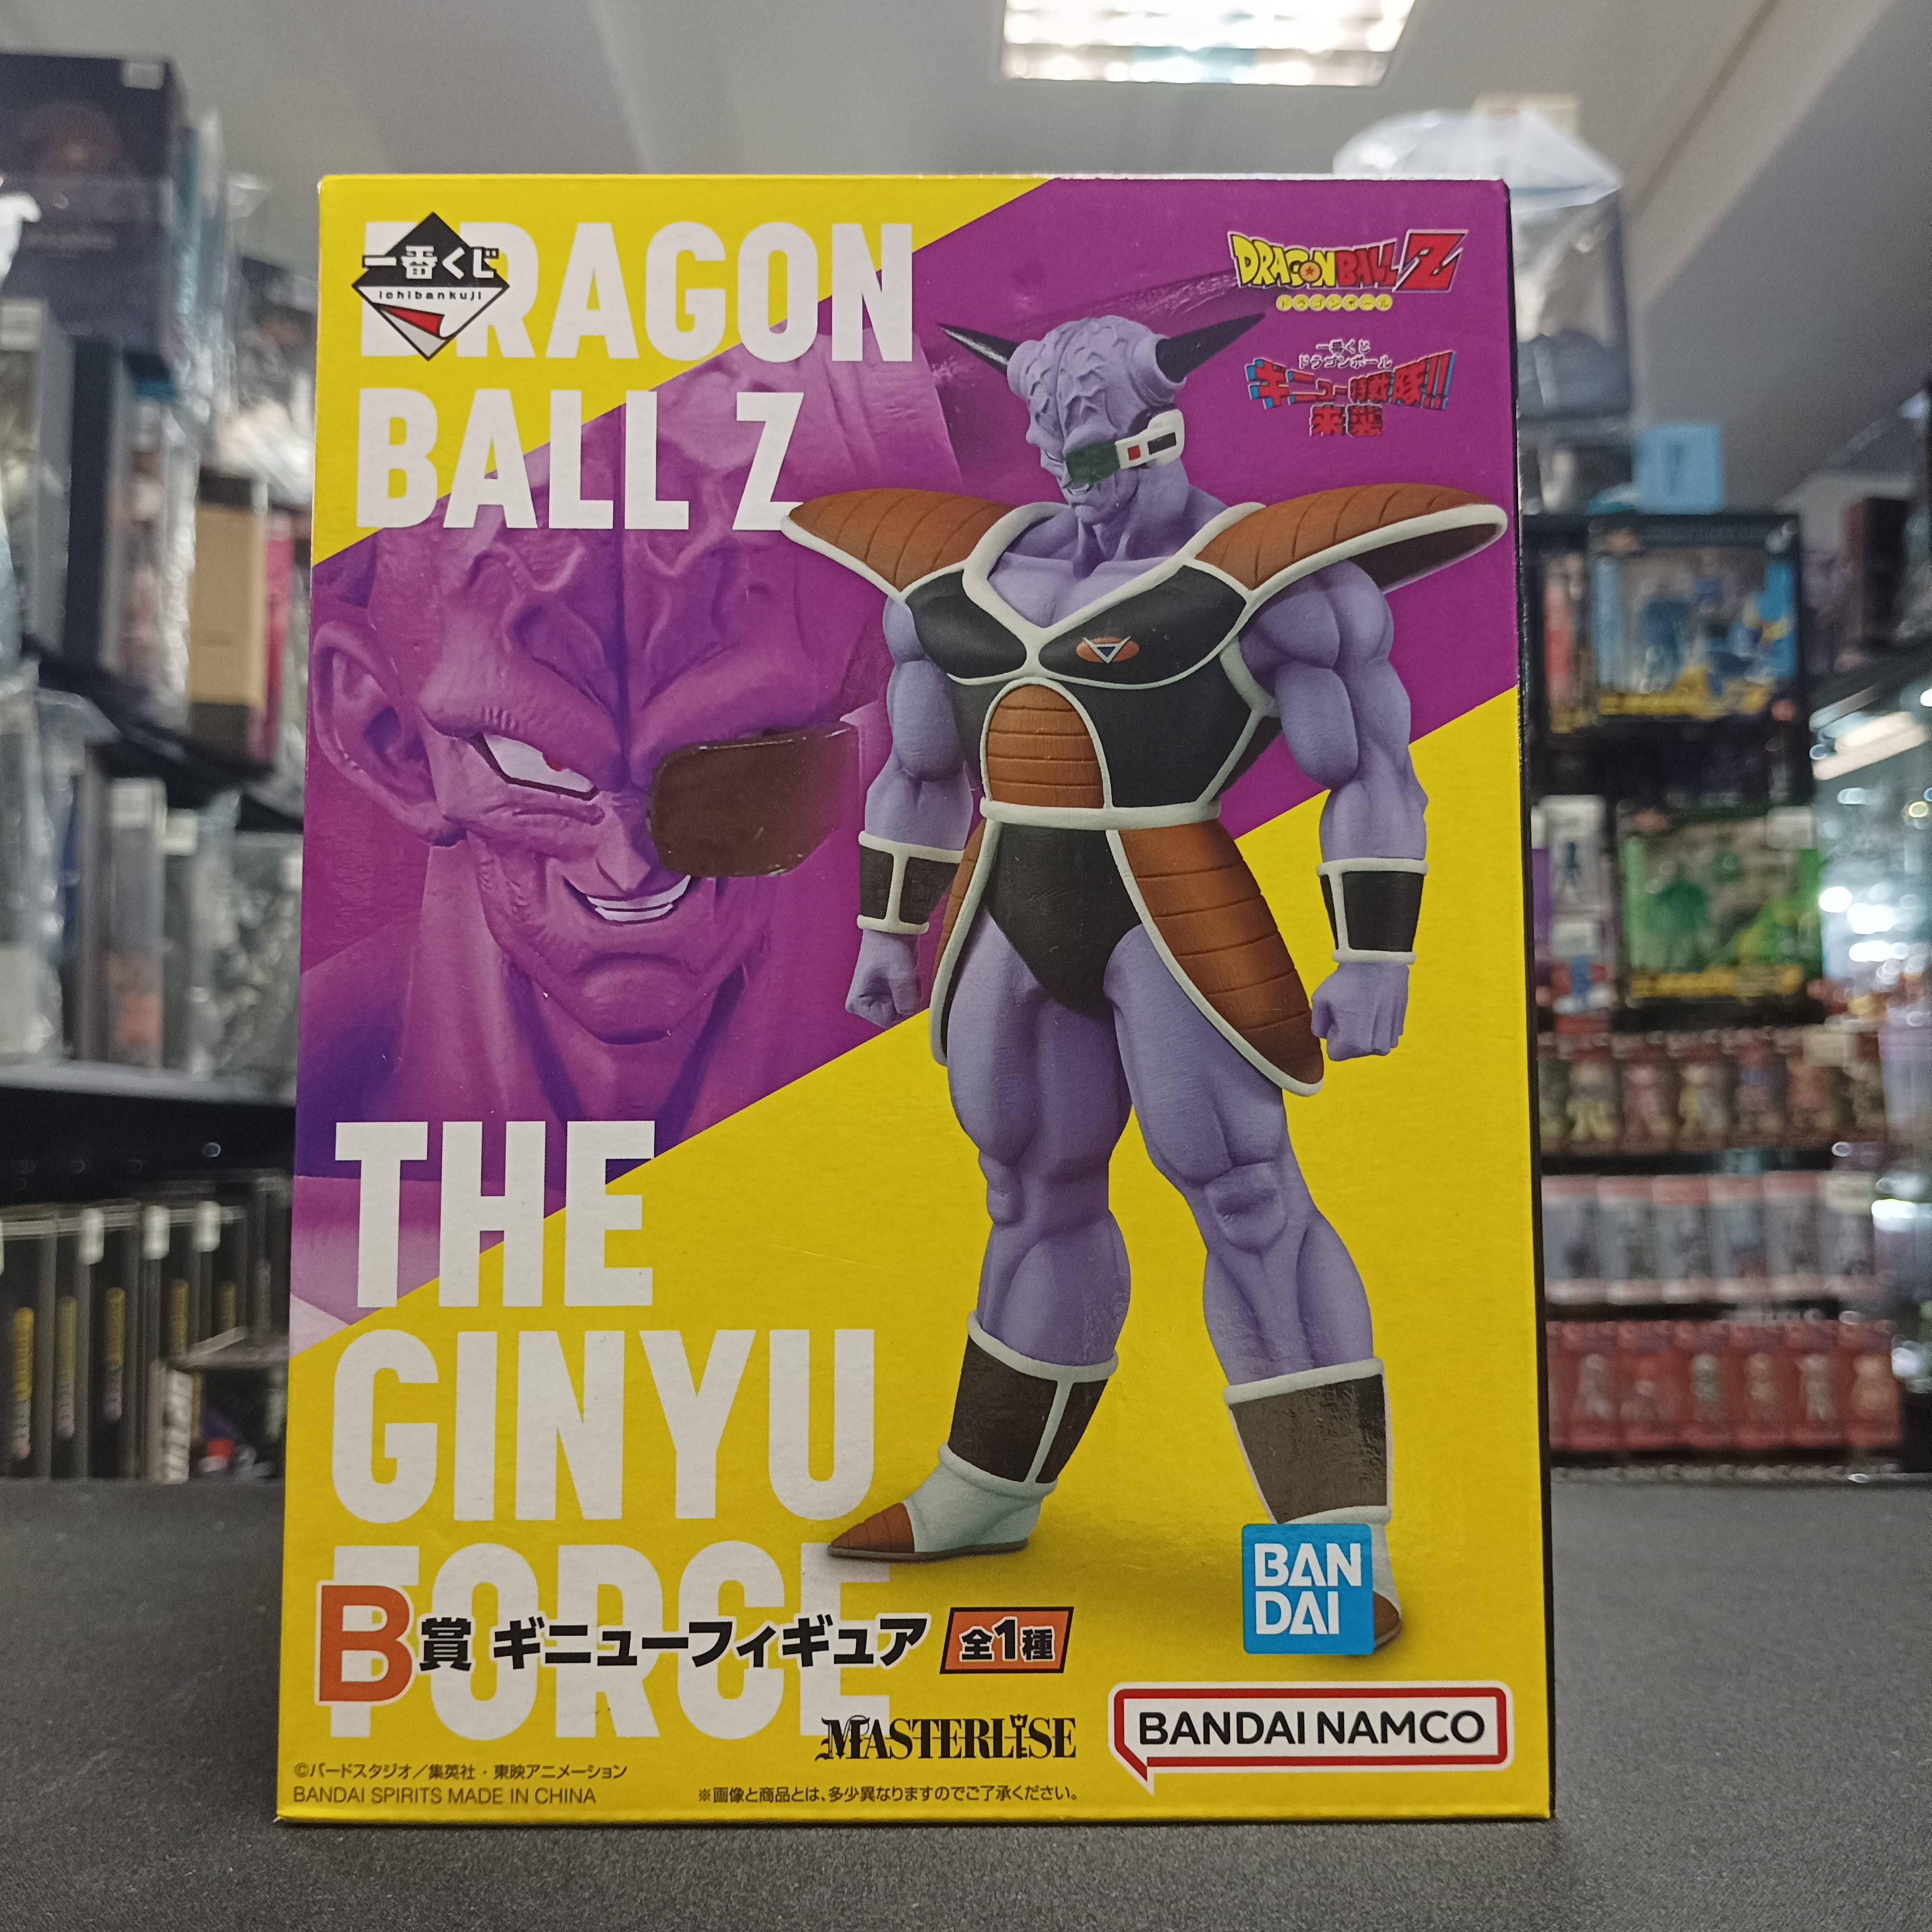 一番くじ
ichibankuji
DRAGON
BALL Z
DRAGON BALL Z
ドラゴンボール
一番くじ
ドラゴンボール
ギニュー特戦隊!!
来襲
THE
GINYU
FORCE
B賞 ギニューフィギュア 全1種
BAN
DAI
MASTERLISE
BANDAI NAMCO
©バードスタジオ／集英社・東映アニメーション
BANDAI SPIRITS MADE IN CHINA
※画像と商品とは、多少異なりますのでご了承ください。